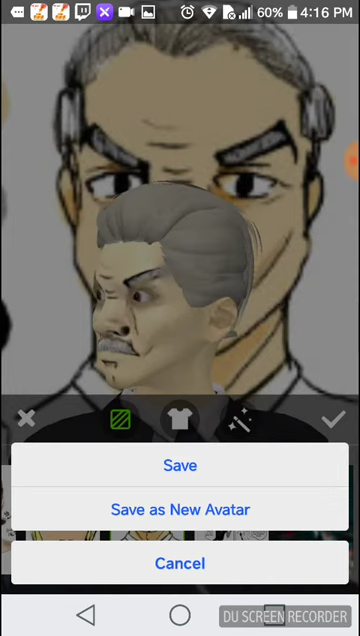 60% 4:16 PM
Save
Save as New Avatar
Cancel
DU SCREEN RECORDER